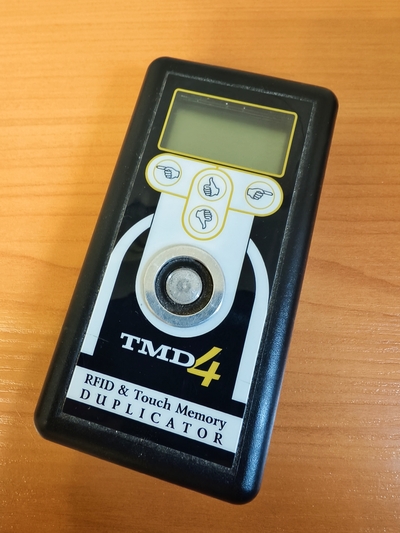 TMD4
RFID & Touch Memory
DUPLICATOR